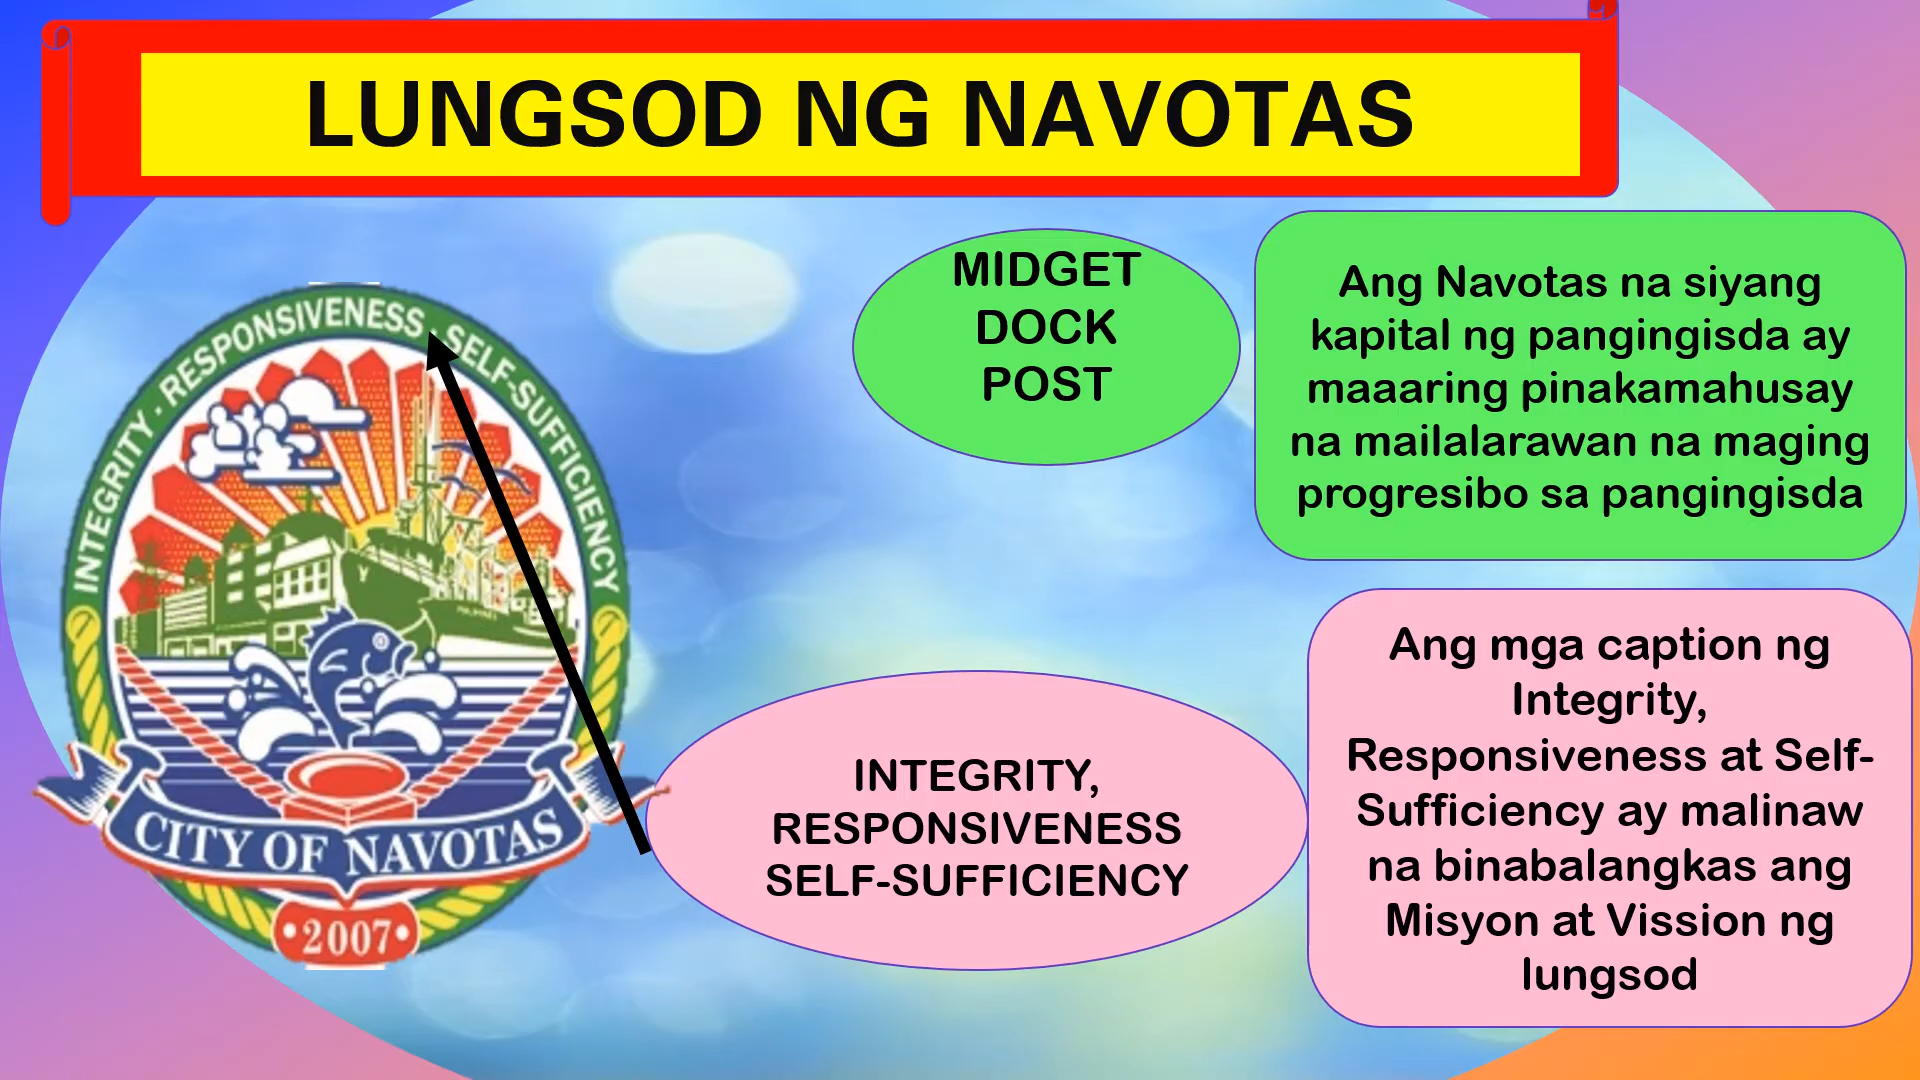 LUNGSOD NG NAVOTAS
INTEGRITY · RESPONSIVENESS · SELF-SUFFICIENCY
CITY OF NAVOTAS
• 2007 •
MIDGET
DOCK
POST
Ang Navotas na siyang
kapital ng pangingisda ay
maaaring pinakamahusay
na mailalarawan na maging
progresibo sa pangingisda
INTEGRITY,
RESPONSIVENESS
SELF-SUFFICIENCY
Ang mga caption ng
Integrity,
Responsiveness at Self-
Sufficiency ay malinaw
na binabalangkas ang
Misyon at Vission ng
lungsod